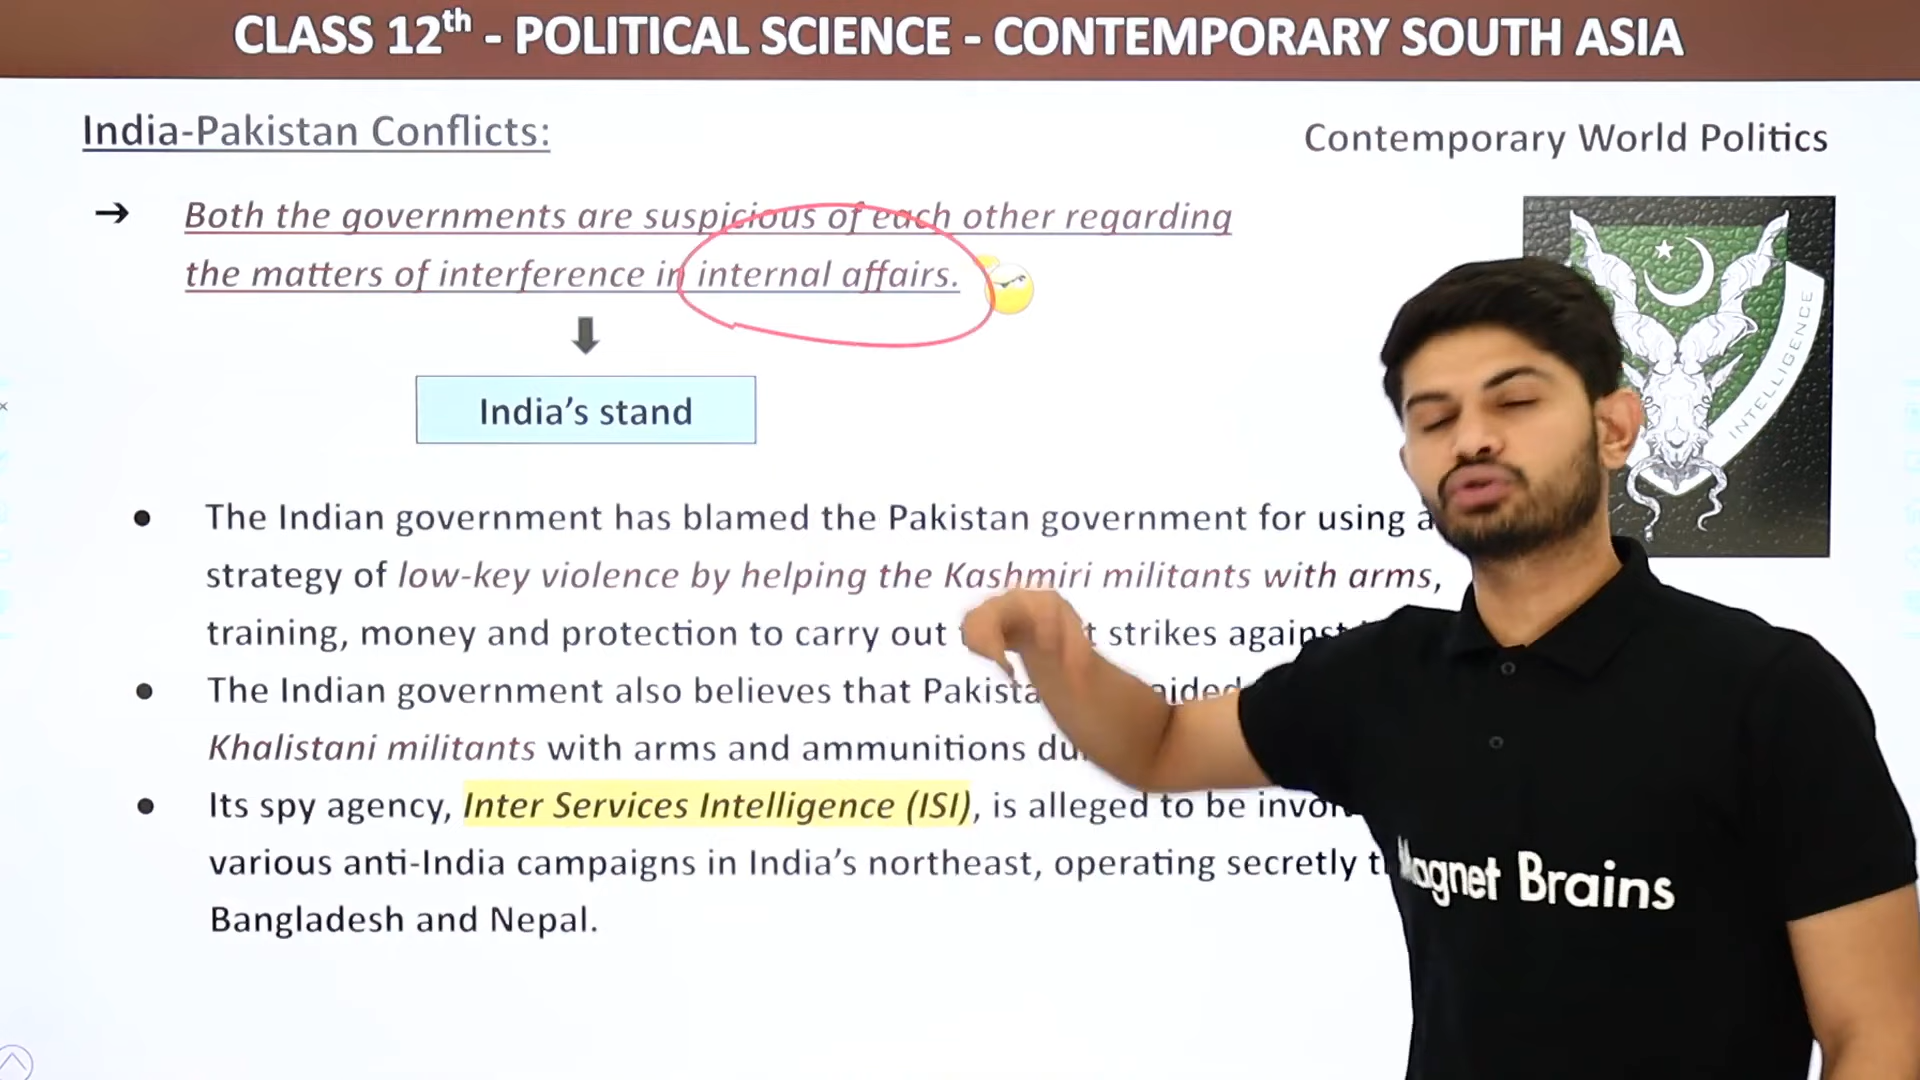 CLASS 12th - POLITICAL SCIENCE - CONTEMPORARY SOUTH ASIA
India-Pakistan Conflicts:
Contemporary World Politics
➔ Both the governments are suspicious of each other regarding
the matters of interference in internal affairs.
India's stand
INTELLIGENCE
● The Indian government has blamed the Pakistan government for using a
strategy of low-key violence by helping the Kashmiri militants with arms,
training, money and protection to carry out strikes against
● The Indian government also believes that aided
Khalistani militants with arms and ammunitions
● Its spy agency, Inter Services Intelligence (ISI), is alleged to be
various anti-India campaigns in India's northeast, operating secretly
Bangladesh and Nepal.
Magnet Brains